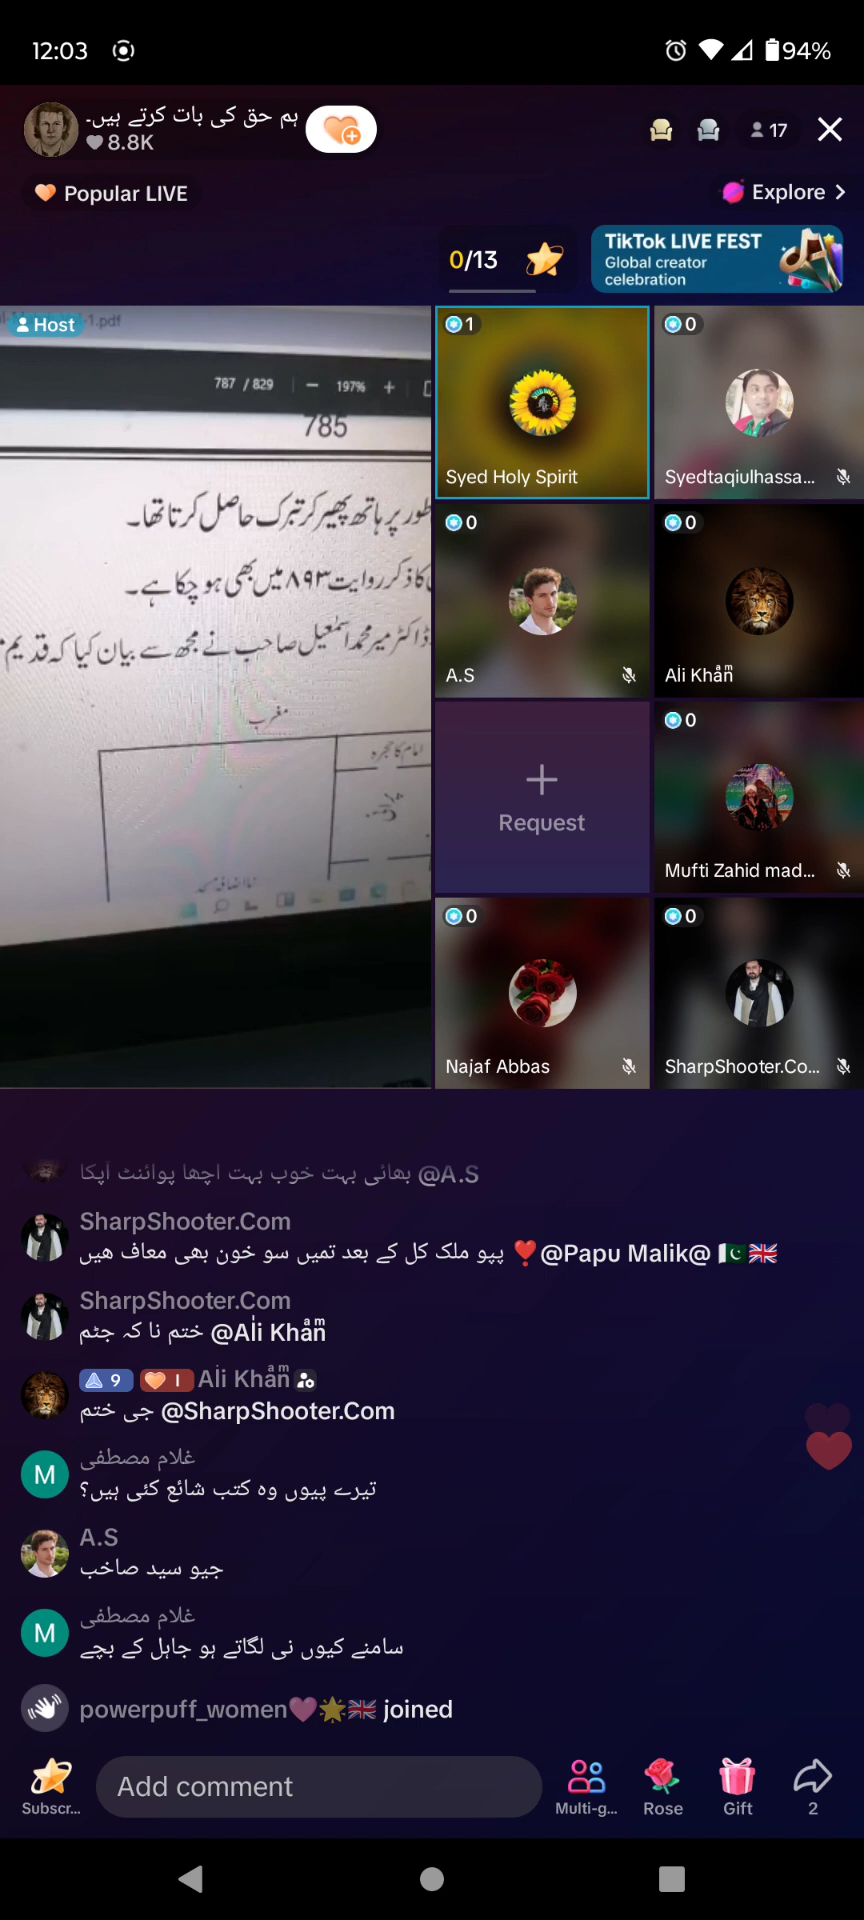 12:03
94%
ہم حق کی بات کرتے ہیں۔
8.8K
17
Popular LIVE
Explore
0/13
TikTok LIVE FEST
Global creator
celebration
Host
-1.pdf
787 / 829
197%
785
طور پر ہاتھ پھیر کر تبرک حاصل کرتا تھا۔
کا ذکر روایت ۸۹۳ میں بھی ہو چکا ہے۔
ڈاکٹر میر محمد اسمٰعیل صاحب نے مجھ سے بیان کیا کہ قدیم
مغرب
امام کا حجرہ
1
Syed Holy Spirit
0
Syedtaqiulhassa...
0
A.S
0
Ali Khan
Request
0
Mufti Zahid mad...
0
Najaf Abbas
0
SharpShooter.Co...
@A.S بھائی بہت خوب بہت اچھا پوائنٹ آپکا
SharpShooter.Com
@Papu Malik@ پپو ملک کل کے بعد تمیں سو خون بھی معاف ھیں
SharpShooter.Com
@Ali Khan ختم نا کہ جٹم
9 I Ali Khan
@SharpShooter.Com جی ختم
غلام مصطفی
M
تیرے پیوں وہ کتب شائع کئی ہیں؟
A.S
جیو سید صاخب
غلام مصطفی
M
سامنے کیوں نی لگاتے ہو جاہل کے بچے
powerpuff_women joined
Subscr...
Add comment
Multi-g...
Rose
Gift
2